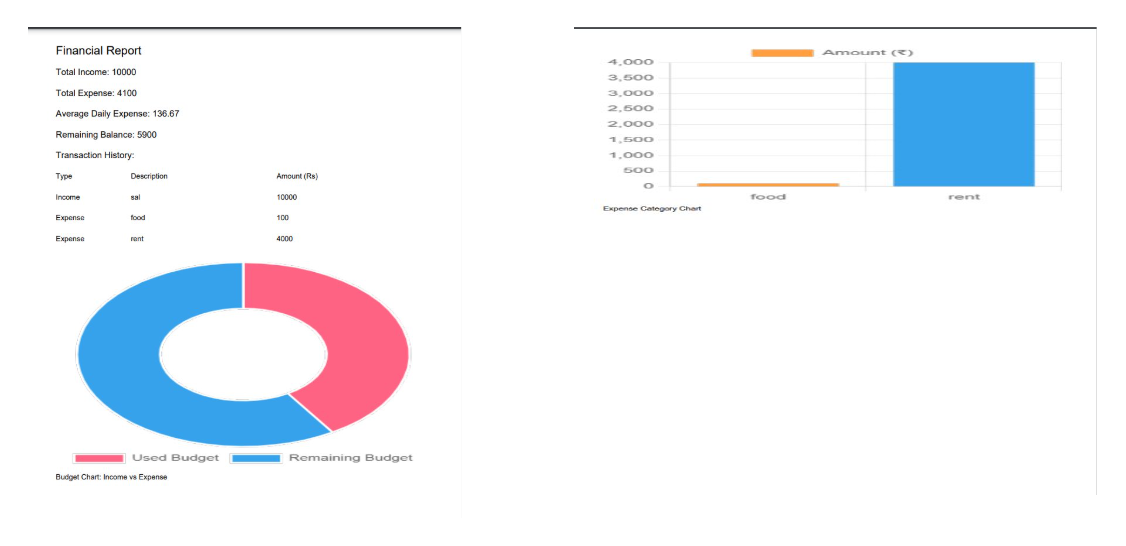 Financial Report
Total Income: 10000
Total Expense: 4100
Average Daily Expense: 136.67
Remaining Balance: 5900
Transaction History:
Type Description Amount (Rs)
Income sal 10000
Expense food 100
Expense rent 4000
Used Budget Remaining Budget
Budget Chart: Income vs Expense
Amount (₹)
4,000
3,500
3,000
2,500
2,000
1,500
1,000
500
0
food rent
Expense Category Chart